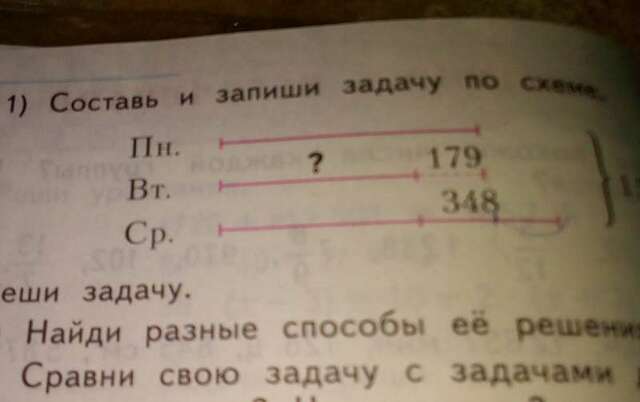 1) Составь и запиши задачу по схеме.
Пн.
? 179
Вт.
348
Ср.
еши задачу.
Найди разные способы её решени
Сравни свою задачу с задачами